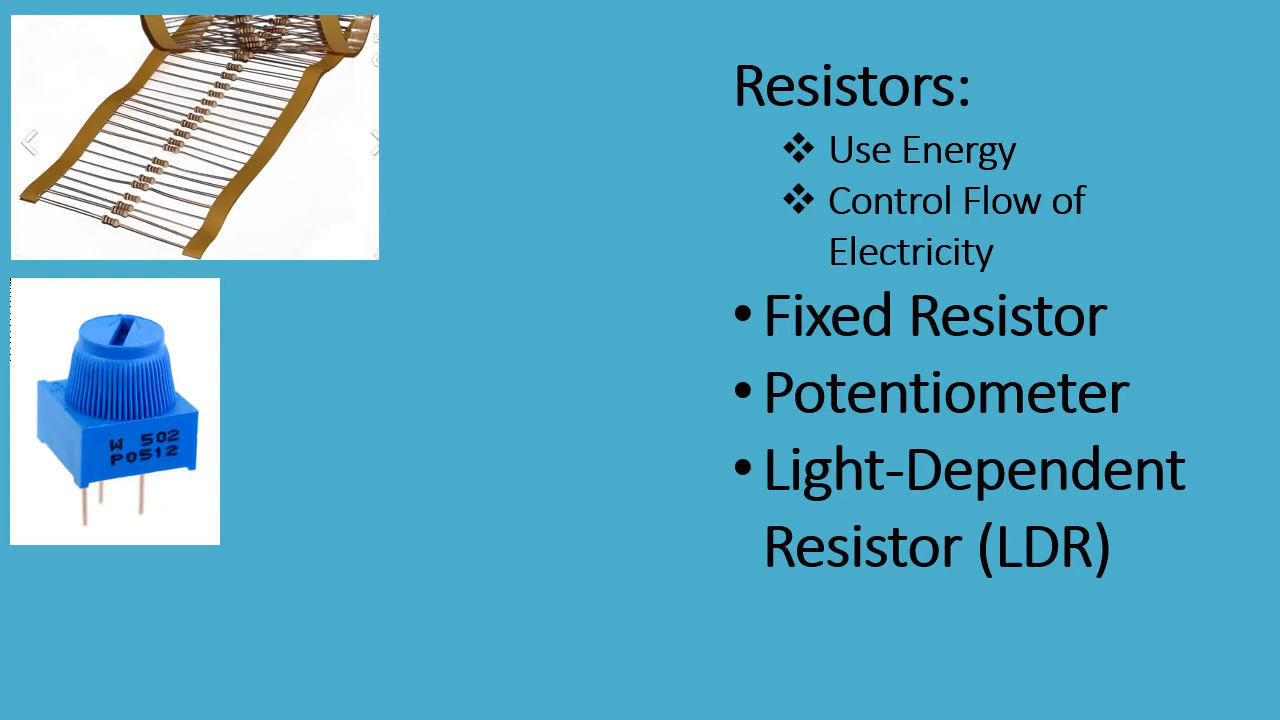 Resistors:
❖ Use Energy
❖ Control Flow of
Electricity
• Fixed Resistor
• Potentiometer
• Light-Dependent
Resistor (LDR)
W 502
P0512